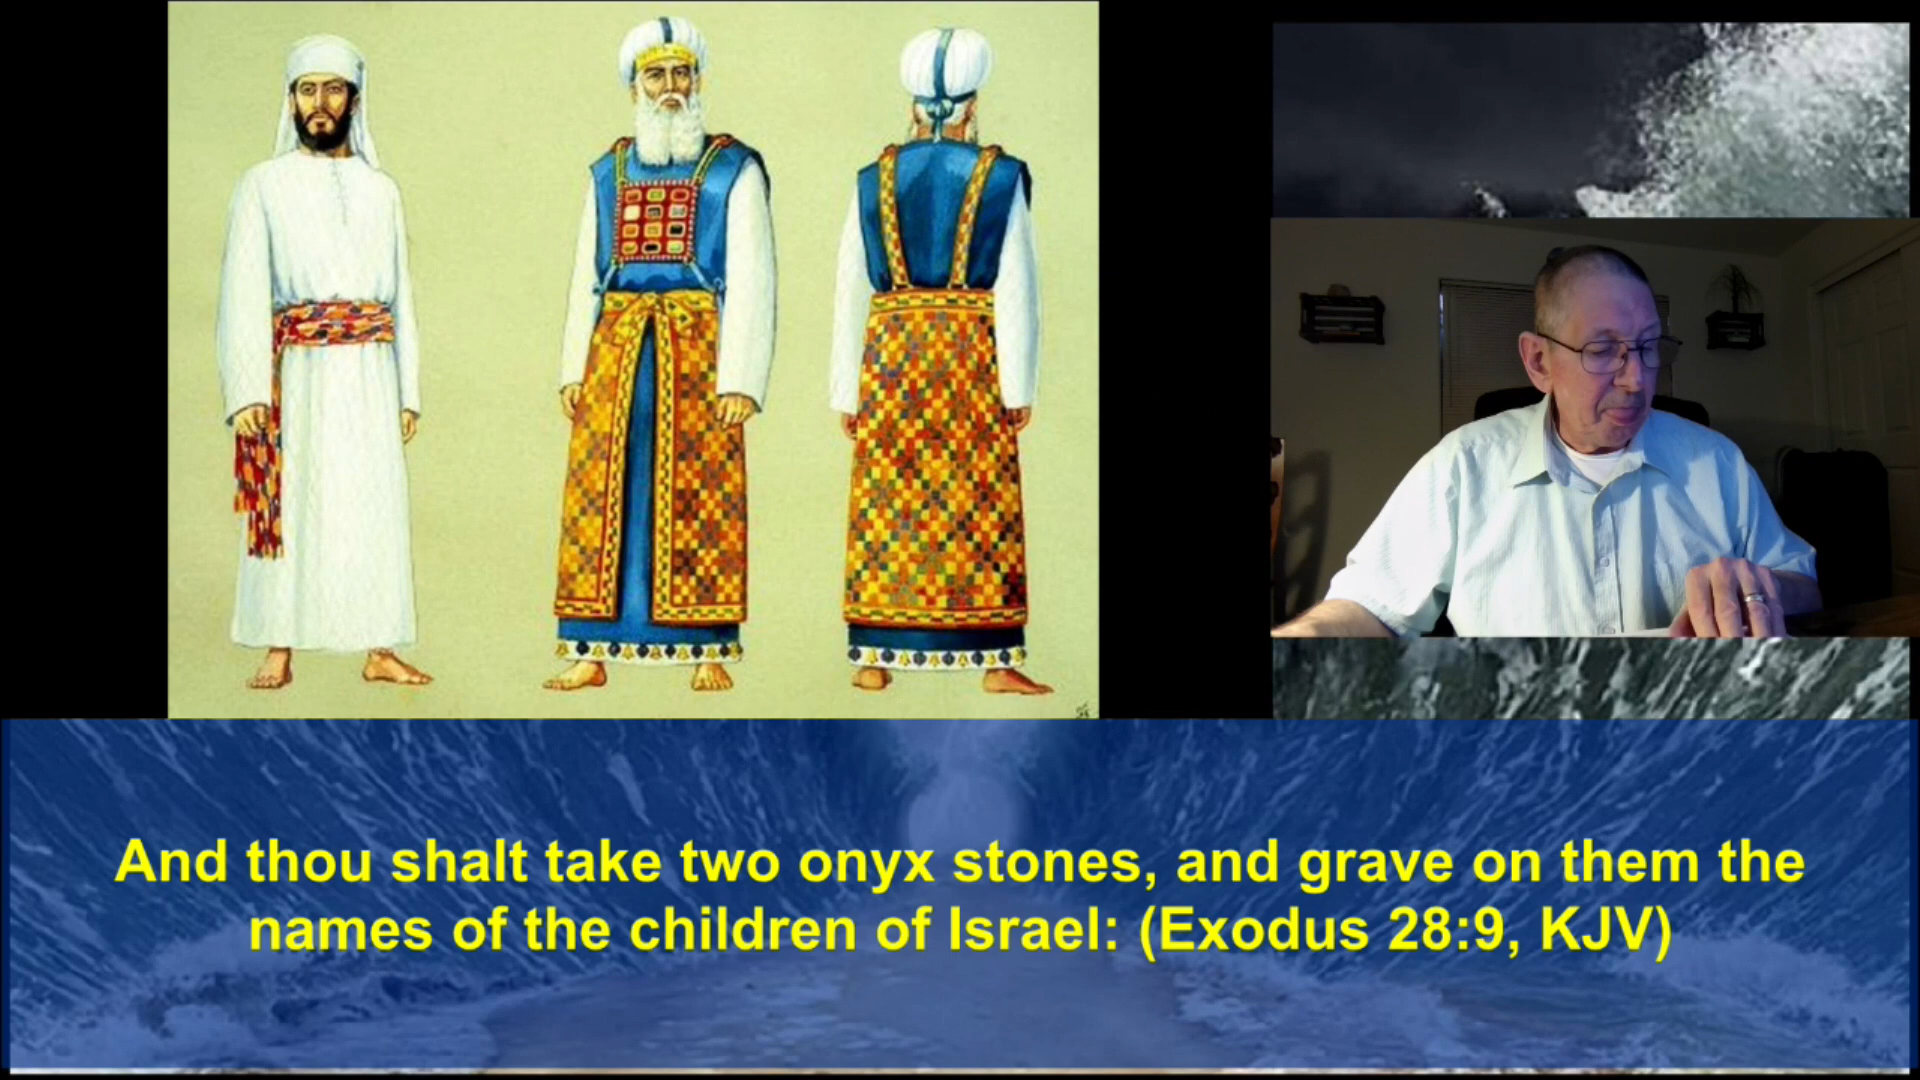 And thou shalt take two onyx stones, and grave on them the
names of the children of Israel: (Exodus 28:9, KJV)